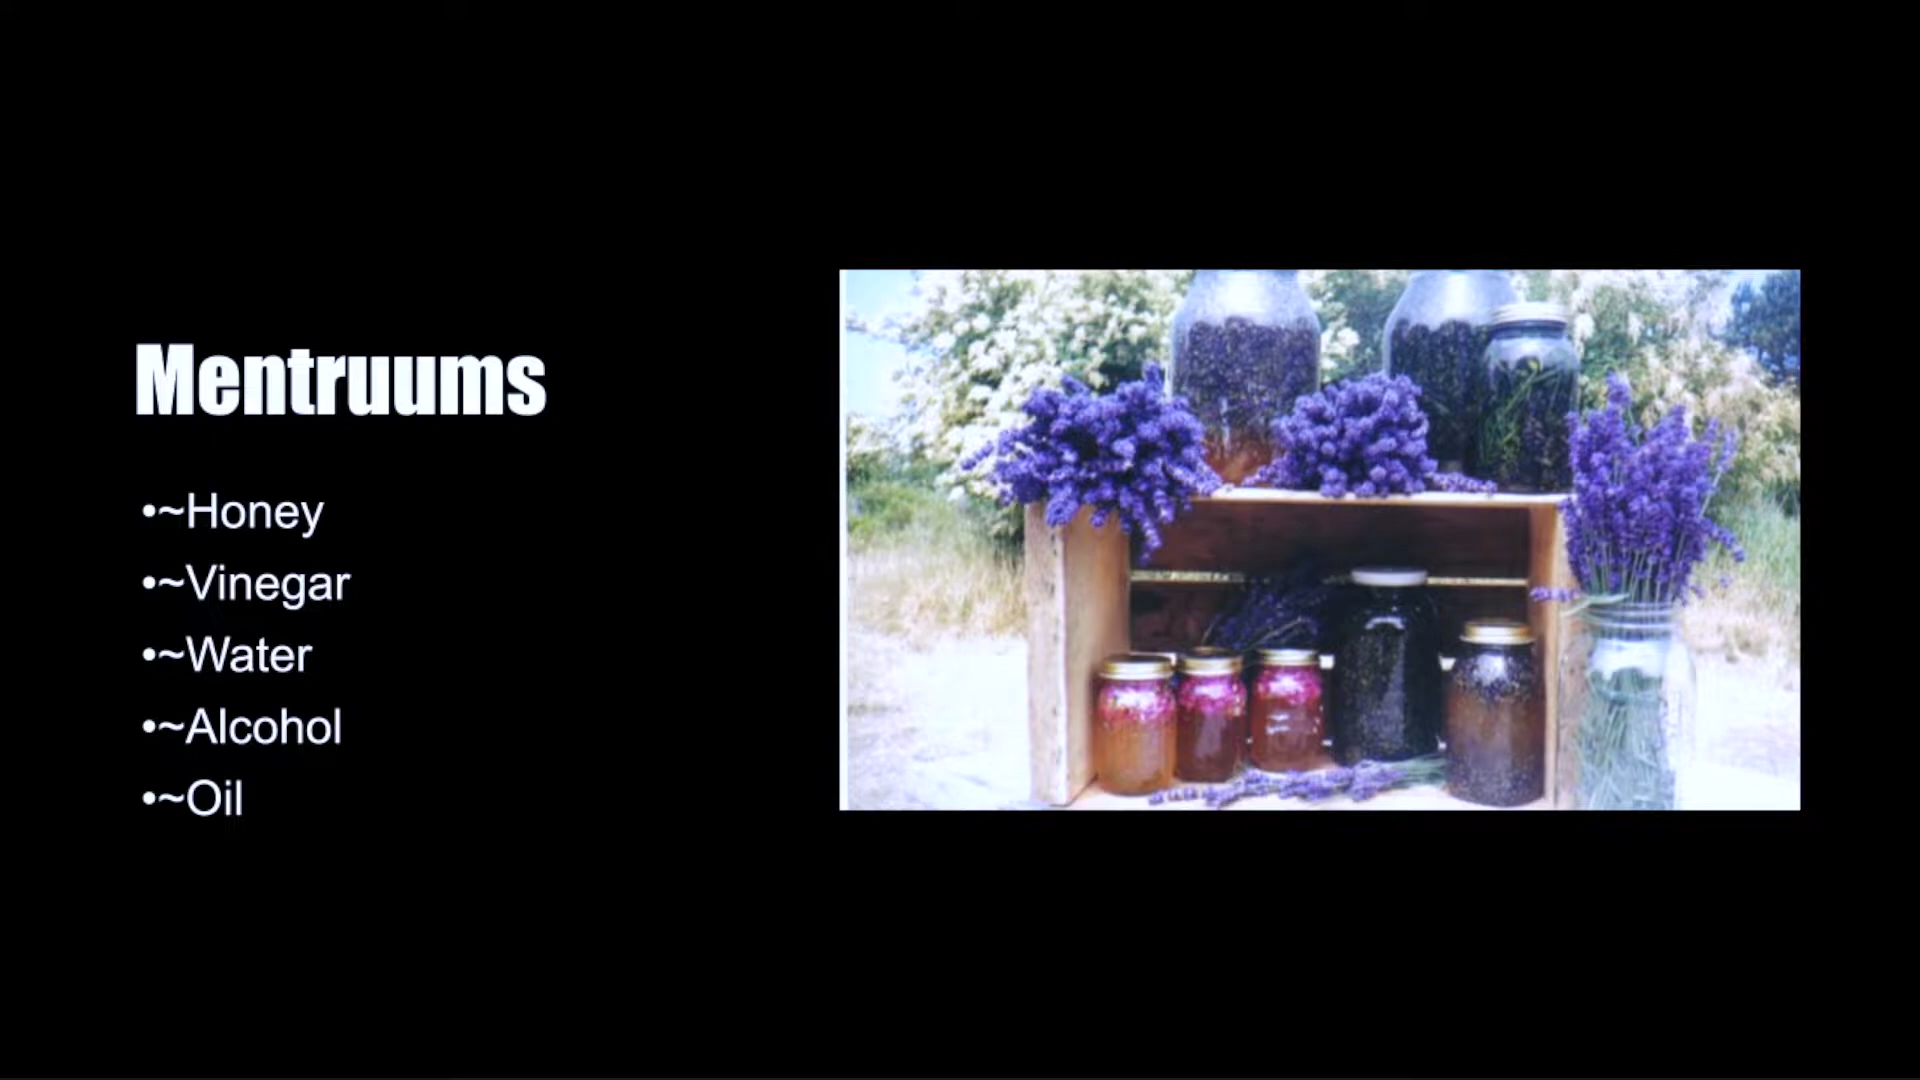 Mentruums
•~Honey
•~Vinegar
•~Water
•~Alcohol
•~Oil